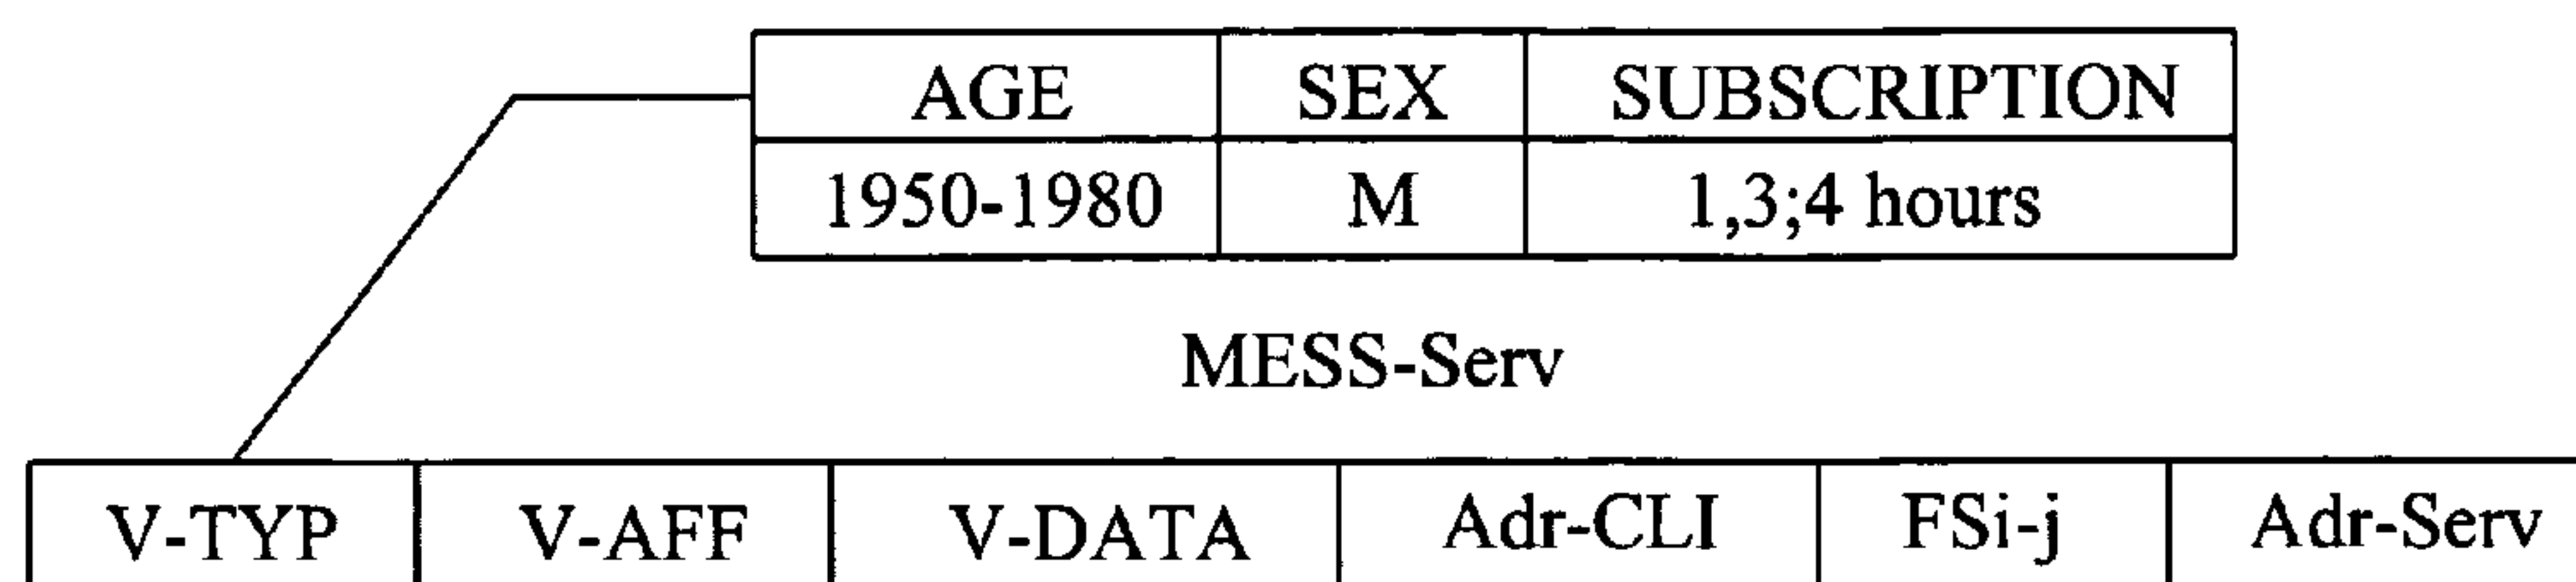 AGE SEX SUBSCRIPTION
1950-1980 M 1,3;4 hours
MESS-Serv
V-TYP V-AFF V-DATA Adr-CLI FSi-j Adr-Serv